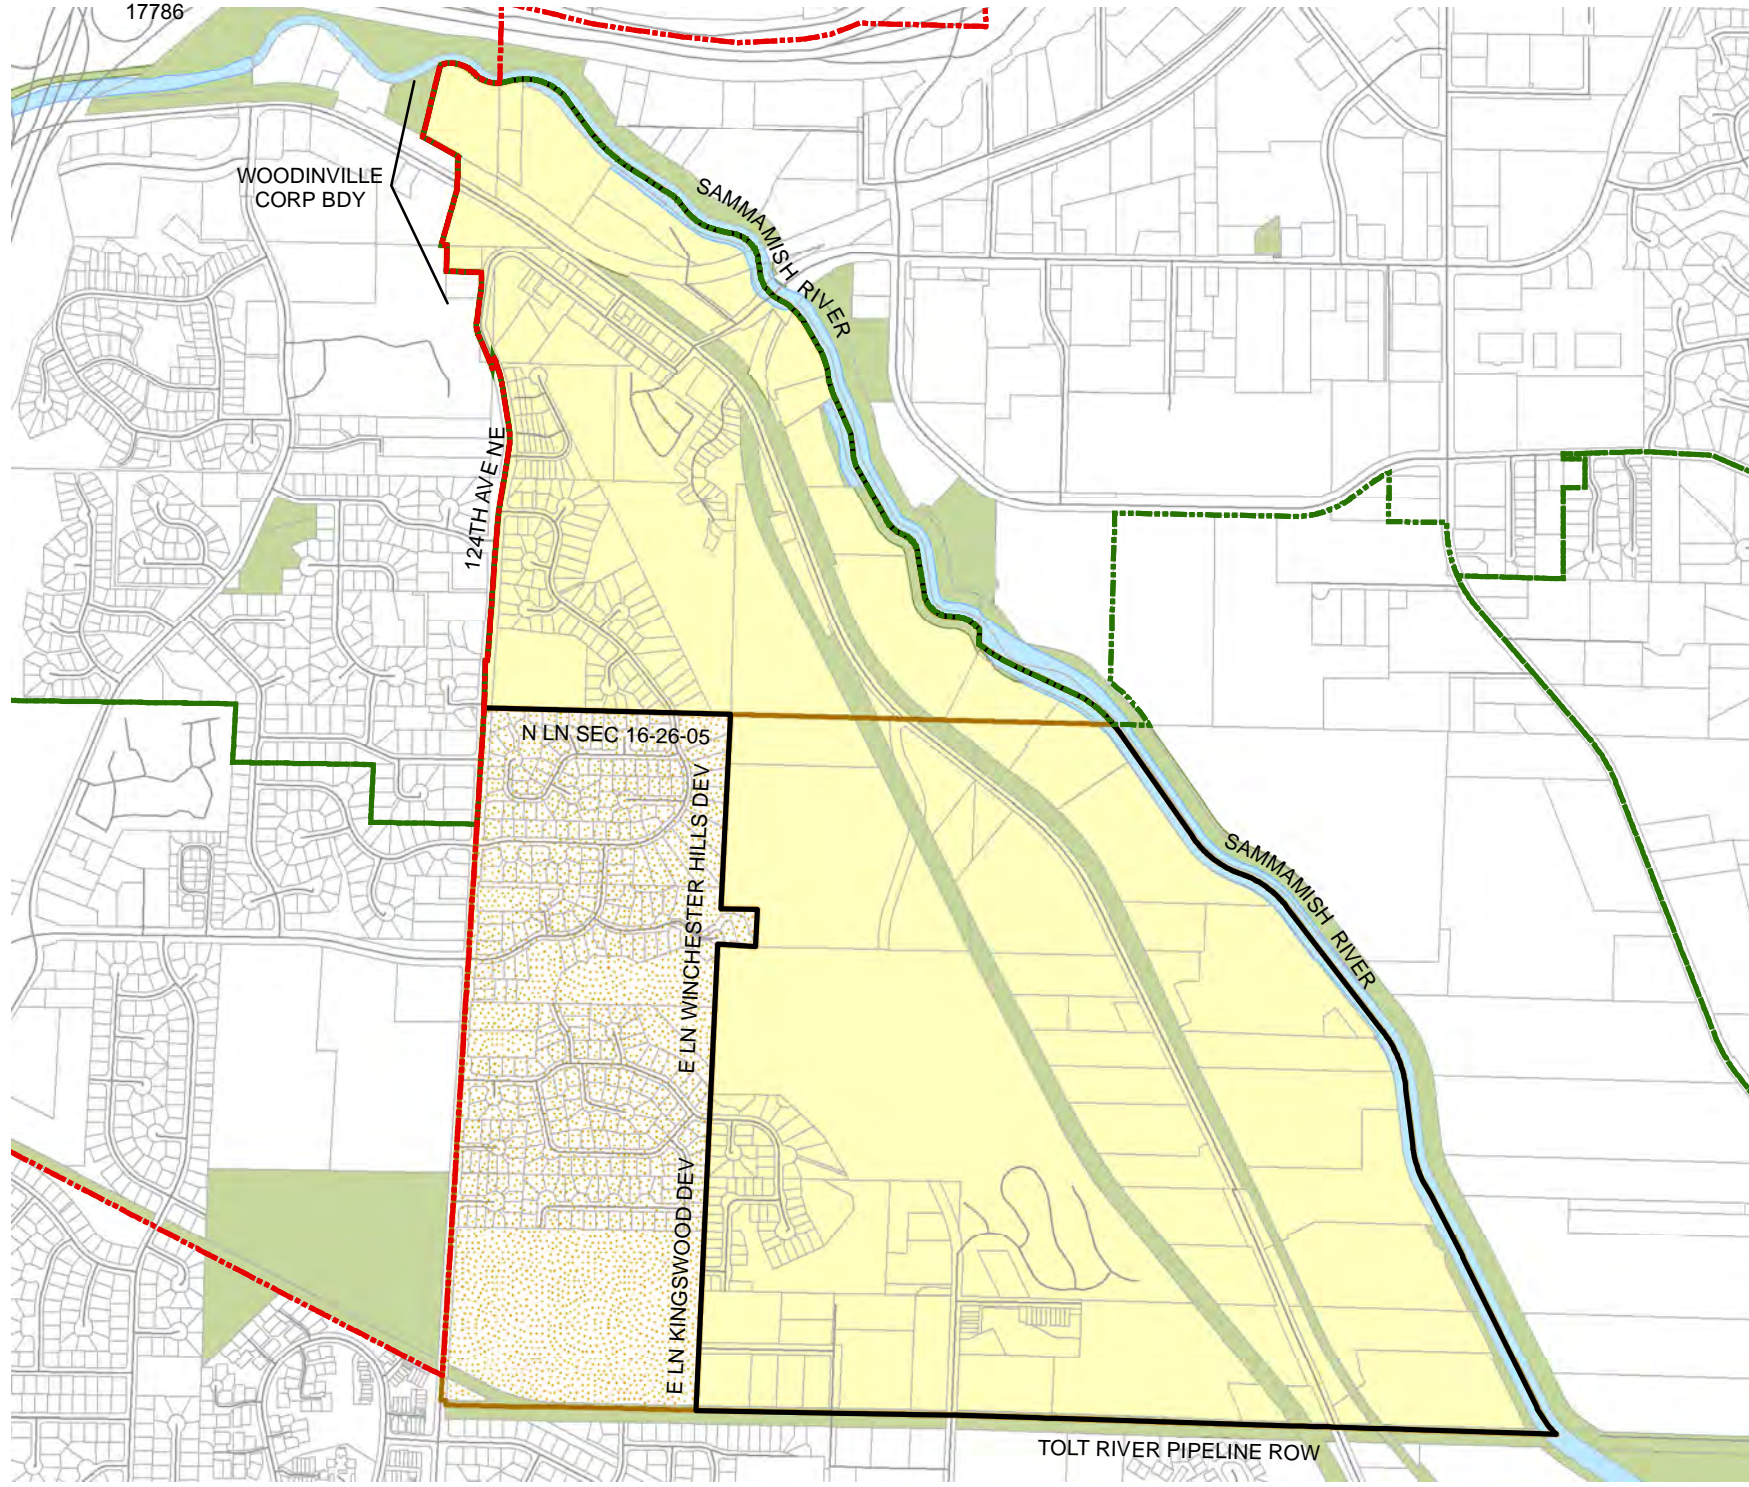 17786
WOODINVILLE
CORP BDY
SAMMAMISH RIVER
124TH AVE NE
N LN SEC 16-26-05
E LN WINCHESTER HILLS DEV
SAMMAMISH RIVER
E LN KINGSWOOD DEV
TOLT RIVER PIPELINE ROW